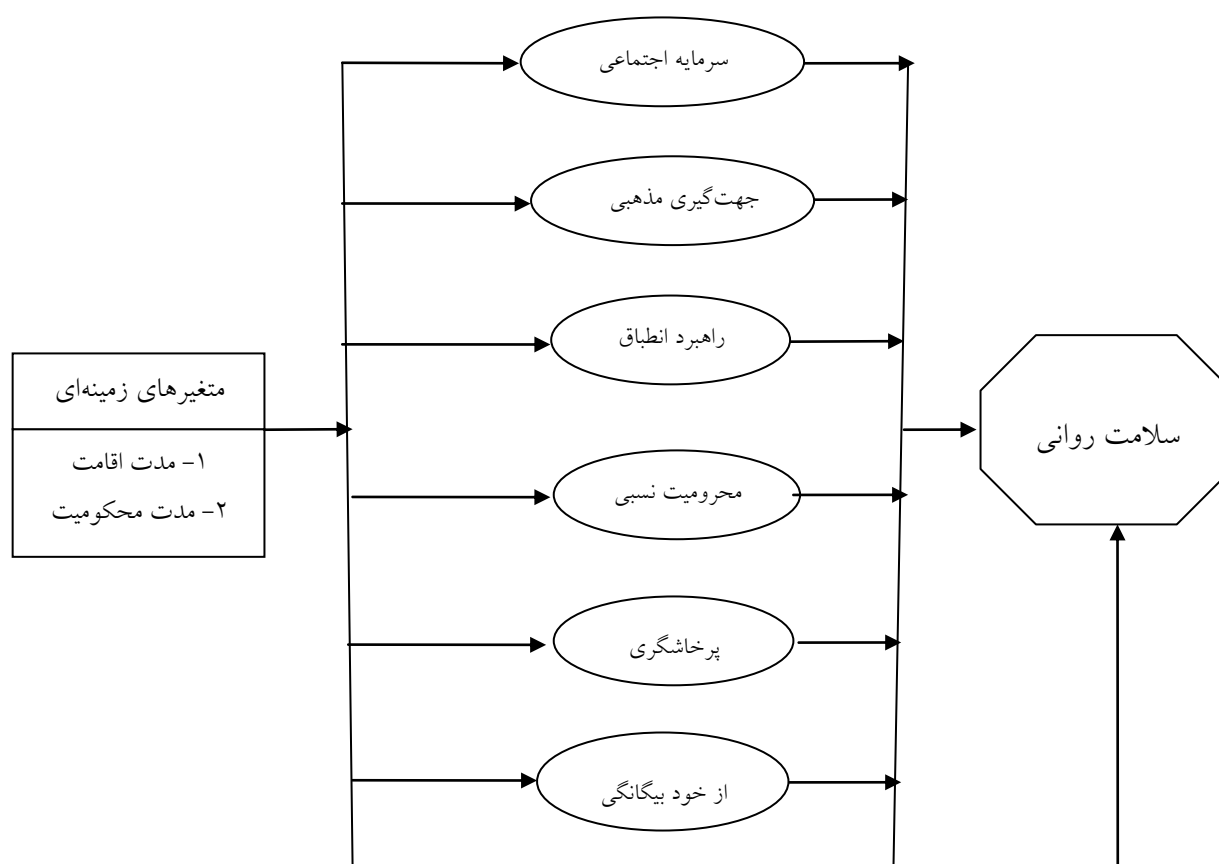 سرمایه اجتماعی
جهت‌گیری مذهبی
راهبرد انطباق
متغیرهای زمینه‌ای
۱- مدت اقامت
۲- مدت محکومیت
محرومیت نسبی
پرخاشگری
از خود بیگانگی
سلامت روانی